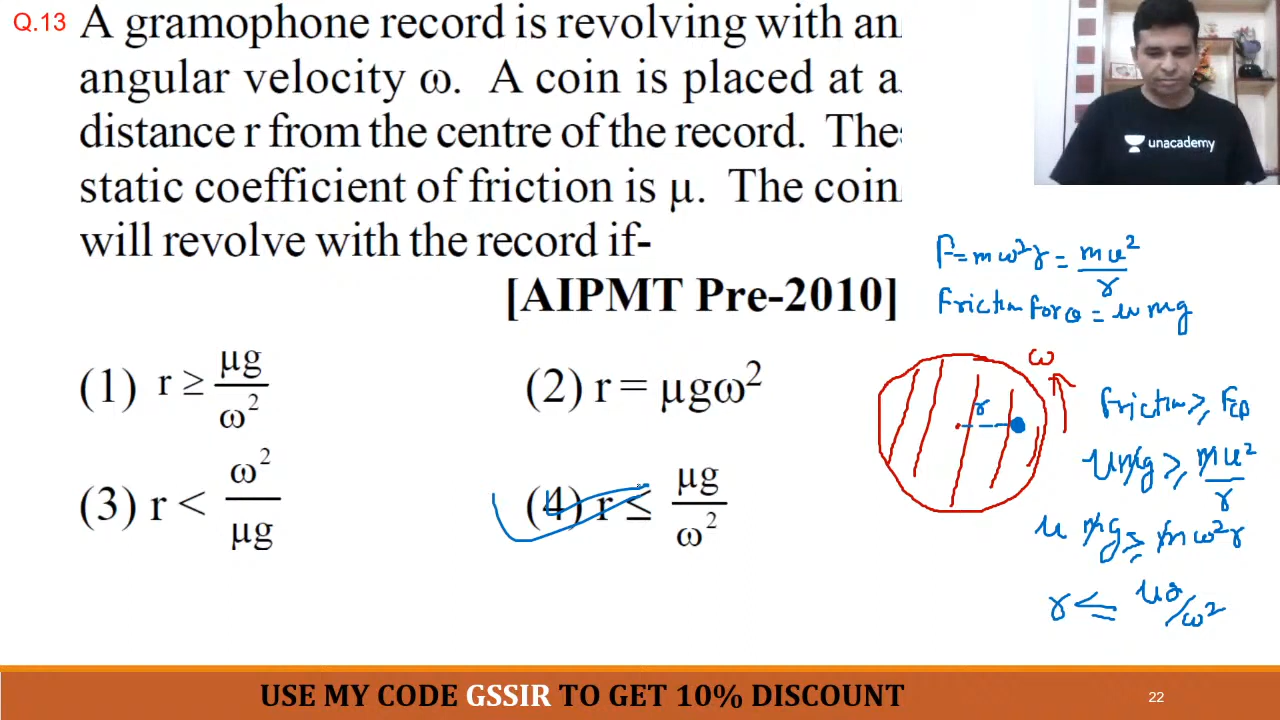 Q.13
A gramophone record is revolving with an
angular velocity ω. A coin is placed at a
distance r from the centre of the record. The
static coefficient of friction is μ. The coin
will revolve with the record if-
[AIPMT Pre-2010]
(1) r ≥ μg/ω²
(2) r = μgω²
(3) r < ω²/μg
(4) r ≤ μg/ω²
unacademy
F = mω²r = mv²/r
Friction Force = μmg
ω
r
Friction ≥ Fcp
μmg ≥ mv²/r
μ mg ≥ mω²r
r ≤ μg/ω²
USE MY CODE GSSIR TO GET 10% DISCOUNT
22